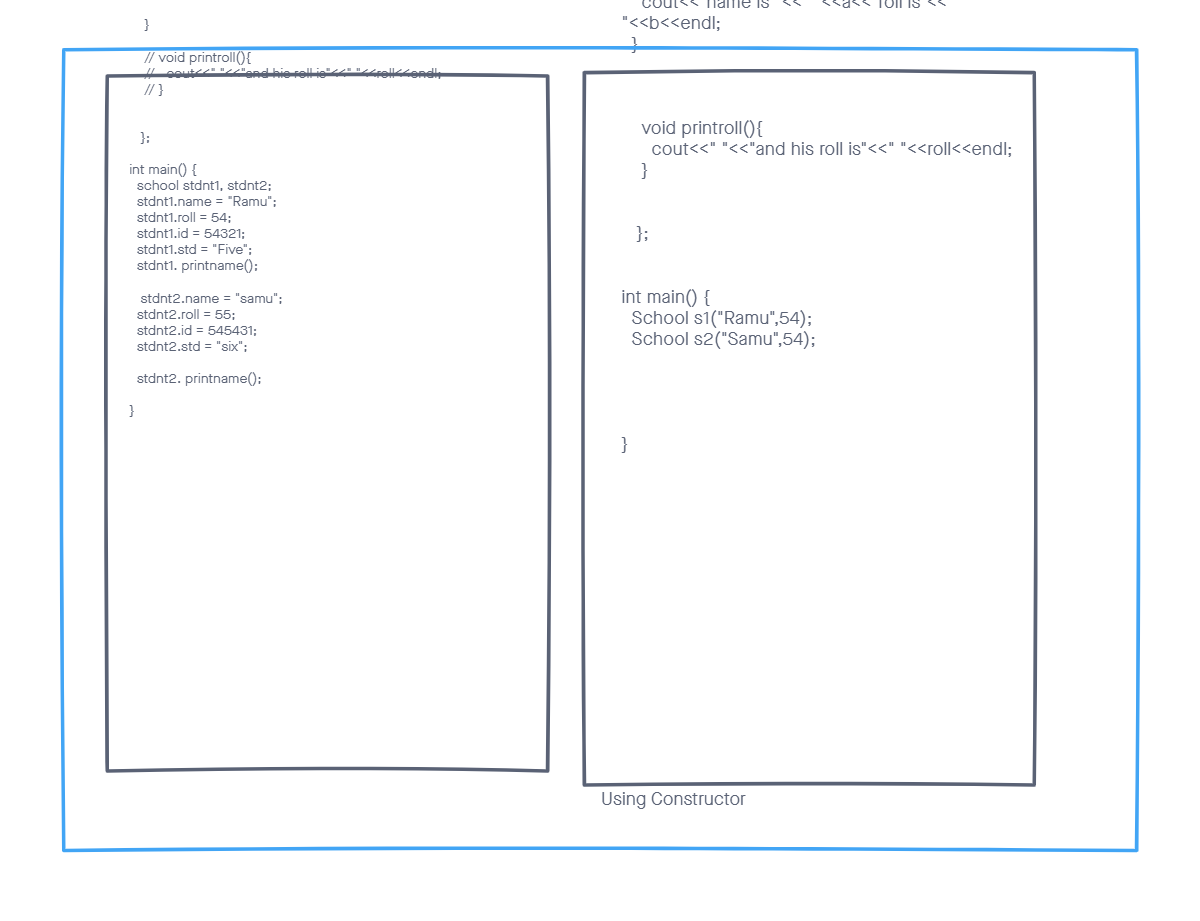 }
// void printroll(){
//   cout<<" "<<"and his roll is"<<" "<<roll<<endl;
// }
};
int main() {
school stdnt1, stdnt2;
stdnt1.name = "Ramu";
stdnt1.roll = 54;
stdnt1.id = 54321;
stdnt1.std = "Five";
stdnt1. printname();
stdnt2.name = "samu";
stdnt2.roll = 55;
stdnt2.id = 545431;
stdnt2.std = "six";
stdnt2. printname();
}
cout<<"name is" <<" "<<a<<"roll is"<<"
"<<b<<endl;
}
void printroll(){
cout<<" "<<"and his roll is"<<" "<<roll<<endl;
}
};
int main() {
School s1("Ramu",54);
School s2("Samu",54);
}
Using Constructor